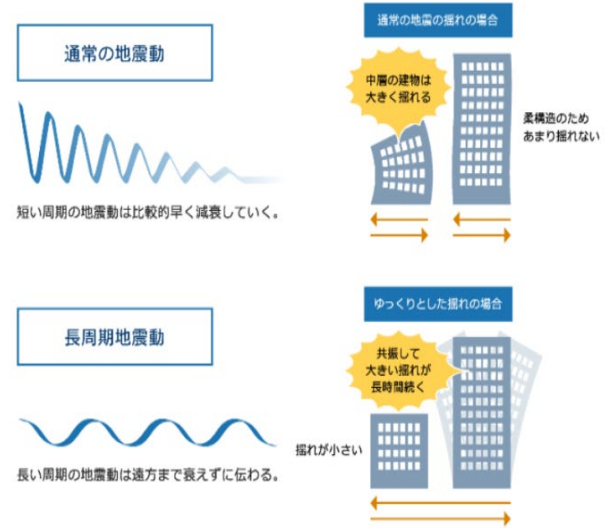 通常の地震動
短い周期の地震動は比較的早く減衰していく。
通常の地震の揺れの場合
中層の建物は
大きく揺れる
柔構造のため
あまり揺れない
長周期地震動
長い周期の地震動は遠方まで衰えずに伝わる。
ゆっくりとした揺れの場合
共振して
大きい揺れが
長時間続く
揺れが小さい